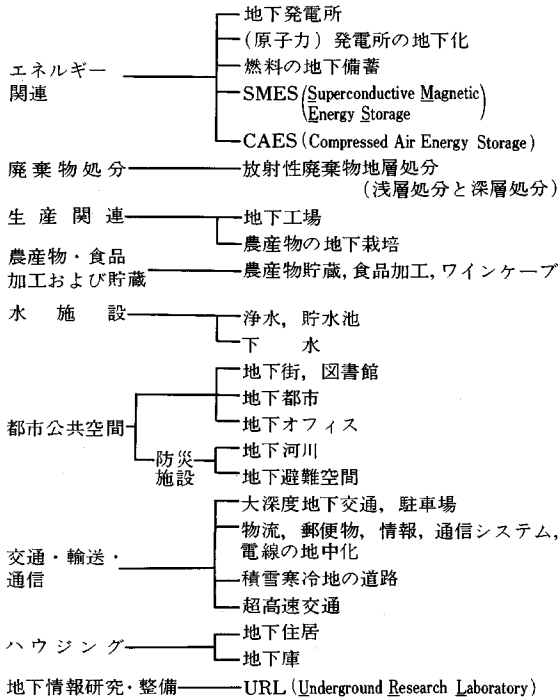 地下発電所
(原子力)発電所の地下化
エネルギー関連
燃料の地下備蓄
SMES(Superconductive Magnetic Energy Storage)
CAES(Compressed Air Energy Storage)
廃棄物処分
放射性廃棄物地層処分
(浅層処分と深層処分)
生産関連
地下工場
農産物の地下栽培
農産物・食品
加工および貯蔵
農産物貯蔵,食品加工,ワインケーブ
水施設
浄水,貯水池
下水
都市公共空間
地下街,図書館
地下都市
地下オフィス
防災
施設
地下河川
地下避難空間
交通・輸送・
通信
大深度地下交通,駐車場
物流,郵便物,情報,通信システム,
電線の地中化
積雪寒冷地の道路
超高速交通
ハウジング
地下住居
地下庫
地下情報研究・整備
URL(Underground Research Laboratory)